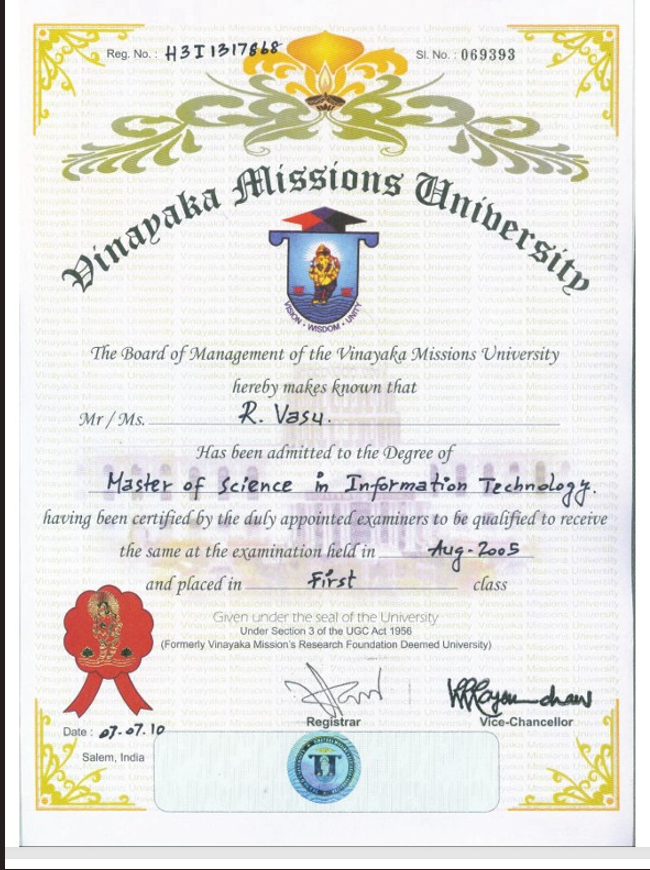 Reg. No. : H3I1317868
Sl. No. : 069393
Vinayaka Missions University
VISION · WISDOM · UNITY
The Board of Management of the Vinayaka Missions University
hereby makes known that
Mr / Ms. R. Vasu.
Has been admitted to the Degree of
Master of Science in Information Technology.
having been certified by the duly appointed examiners to be qualified to receive
the same at the examination held in Aug-2005
and placed in First class
Given under the seal of the University
Under Section 3 of the UGC Act 1956
(Formerly Vinayaka Mission's Research Foundation Deemed University)
Registrar
Vice-Chancellor
Date : 07.07.10
Salem, India